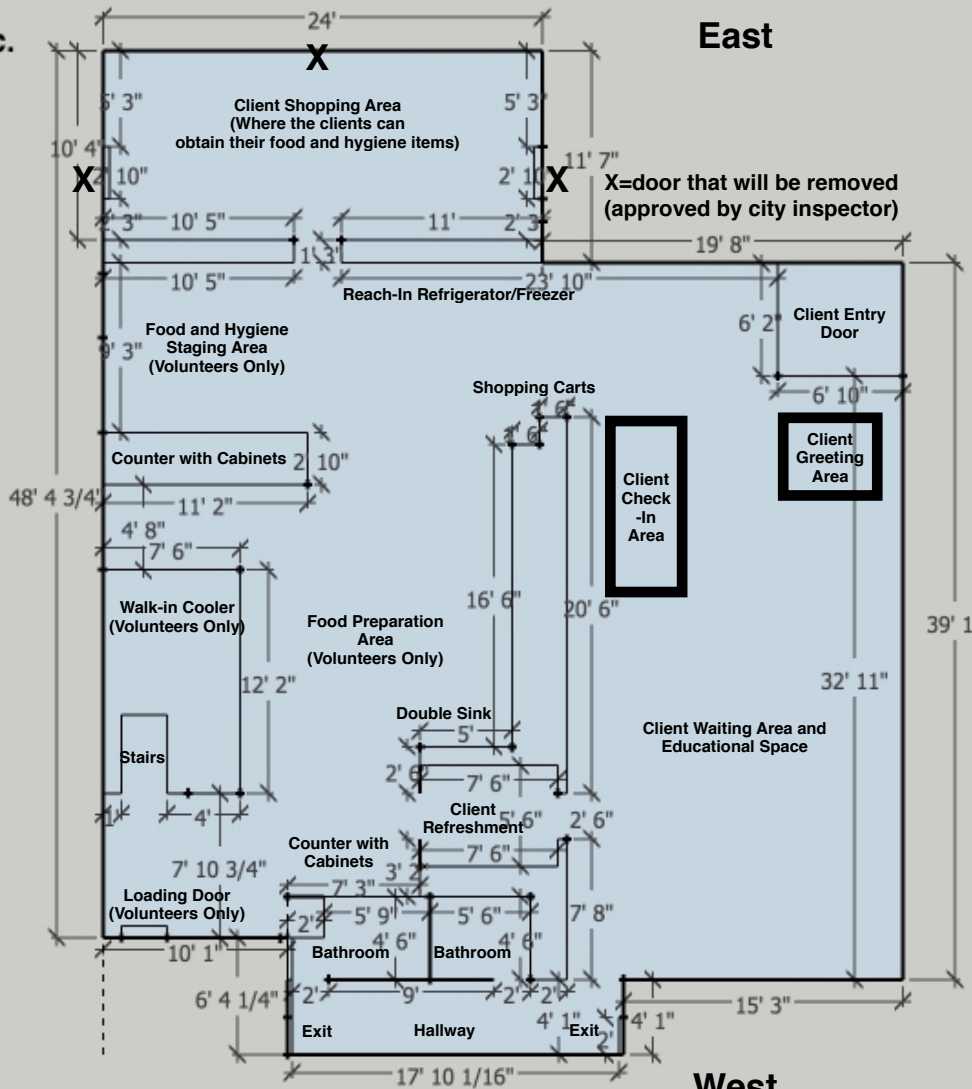 c.
24'
East
X
Client Shopping Area
(Where the clients can
obtain their food and hygiene items)
5' 3"
5' 3"
10' 4"
11' 7"
X
2' 10"
2' 10"
X
X=door that will be removed
(approved by city inspector)
2' 3"
10' 5"
11'
2' 3"
19' 8"
1' 3"
10' 5"
23' 10"
Reach-In Refrigerator/Freezer
Client Entry
Door
6' 2"
Food and Hygiene
Staging Area
(Volunteers Only)
9' 3"
6' 10"
Shopping Carts
1' 6"
1' 6"
Client
Greeting
Area
Counter with Cabinets
2' 10"
11' 2"
48' 4 3/4"
Client
Check
-In
Area
4' 8"
7' 6"
Walk-in Cooler
(Volunteers Only)
Food Preparation
Area
(Volunteers Only)
16' 6"
20' 6"
39' 1
12' 2"
32' 11"
Double Sink
5'
Client Waiting Area and
Educational Space
Stairs
2' 6"
7' 6"
1'
4'
Client
Refreshment
5' 6"
2' 6"
Counter with
Cabinets
7' 6"
3' 2"
7' 10 3/4"
7' 3"
Loading Door
(Volunteers Only)
2'
5' 9"
5' 6"
7' 8"
4' 6"
4' 6"
Bathroom
Bathroom
10' 1"
6' 4 1/4"
2'
9'
2'
2'
15' 3"
4' 1"
4' 1"
Exit
Hallway
Exit
2'
17' 10 1/16"
West